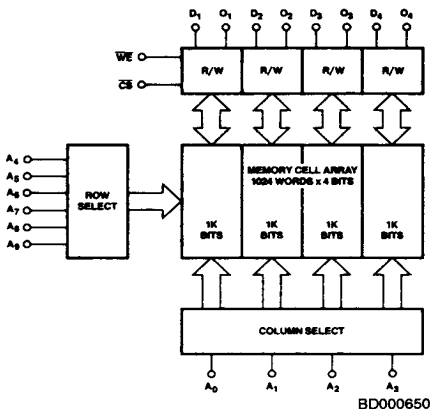 D1 O1 D2 O2 D3 O3 D4 O4
WE
CS
R/W R/W R/W R/W
MEMORY CELL ARRAY
1024 WORDS x 4 BITS
A4
A5
A6
A7
A8
A9
ROW
SELECT
1K
BITS
1K
BITS
1K
BITS
1K
BITS
COLUMN SELECT
A0 A1 A2 A3
BD000650